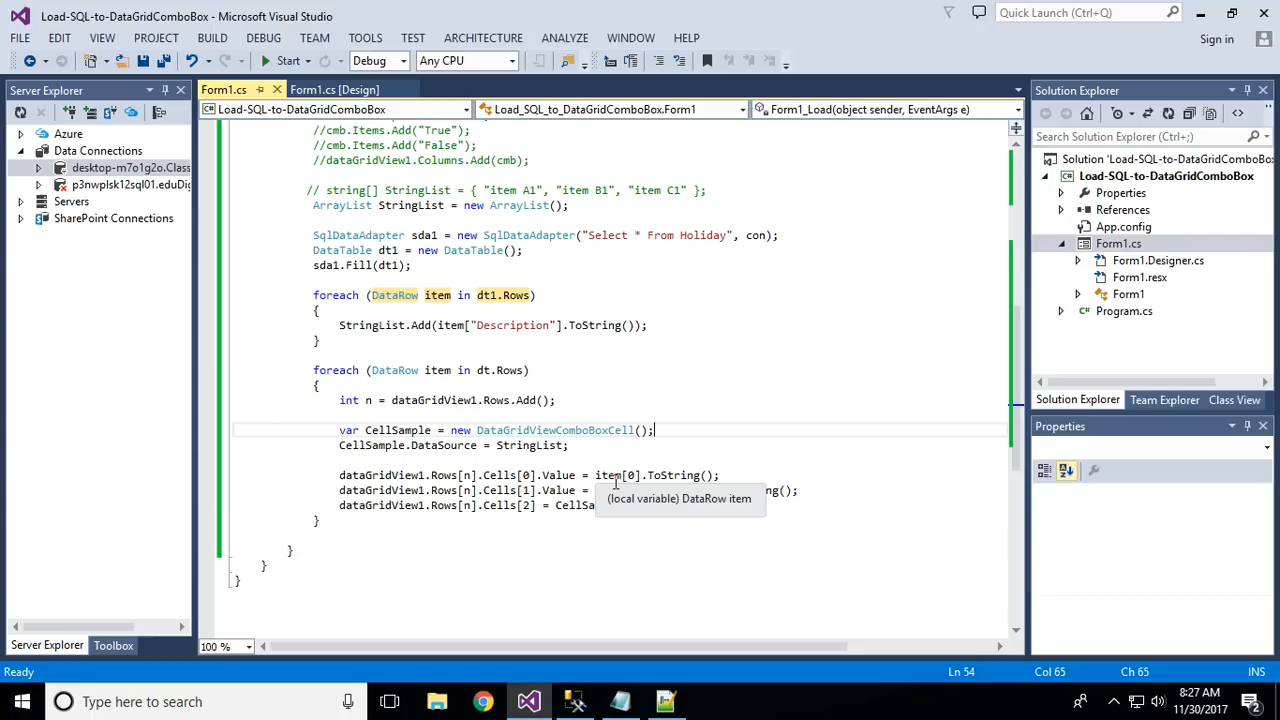 Load-SQL-to-DataGridComboBox - Microsoft Visual Studio
Quick Launch (Ctrl+Q)
FILE EDIT VIEW PROJECT BUILD DEBUG TEAM TOOLS TEST ARCHITECTURE ANALYZE WINDOW HELP
Sign in
Start Debug Any CPU
Server Explorer
Azure
Data Connections
desktop-m7o1g2o.Class
p3nwplsk12sql01.eduDig
Servers
SharePoint Connections
Server Explorer Toolbox
Form1.cs Form1.cs [Design]
Load-SQL-to-DataGridComboBox Load_SQL_to_DataGridComboBox.Form1 Form1_Load(object sender, EventArgs e)
//cmb.Items.Add("True");
//cmb.Items.Add("False");
//dataGridView1.Columns.Add(cmb);
// string[] StringList = { "item A1", "item B1", "item C1" };
ArrayList StringList = new ArrayList();
SqlDataAdapter sda1 = new SqlDataAdapter("Select * From Holiday", con);
DataTable dt1 = new DataTable();
sda1.Fill(dt1);
foreach (DataRow item in dt1.Rows)
{
StringList.Add(item["Description"].ToString());
}
foreach (DataRow item in dt.Rows)
{
int n = dataGridView1.Rows.Add();
var CellSample = new DataGridViewComboBoxCell();
CellSample.DataSource = StringList;
dataGridView1.Rows[n].Cells[0].Value = item[0].ToString();
dataGridView1.Rows[n].Cells[1].Value = ng();
dataGridView1.Rows[n].Cells[2] = CellSa
(local variable) DataRow item
}
}
}
}
100 %
Solution Explorer
Search Solution Explorer (Ctrl+;)
Solution 'Load-SQL-to-DataGridComboBo
Load-SQL-to-DataGridComboBox
Properties
References
App.config
Form1.cs
Form1.Designer.cs
Form1.resx
Form1
Program.cs
Solution Explorer Team Explorer Class View
Properties
Ready
Ln 54 Col 65 Ch 65 INS
Type here to search
8:27 AM
11/30/2017
2